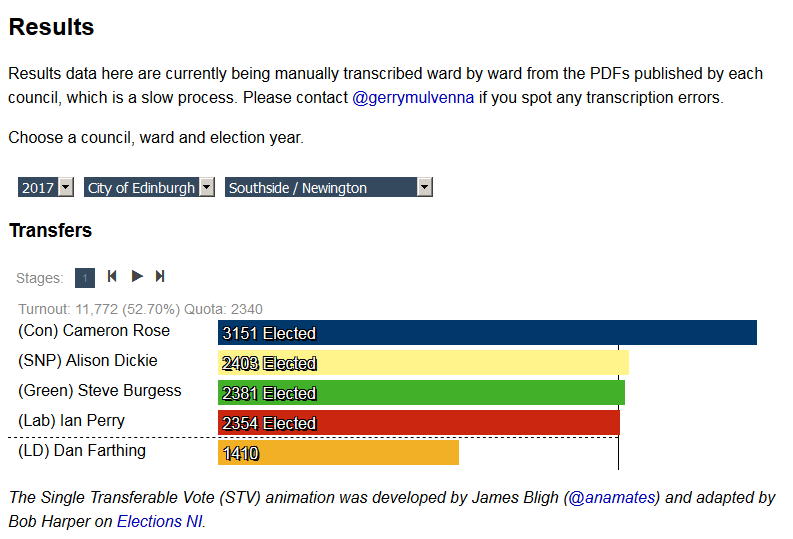 Results
Results data here are currently being manually transcribed ward by ward from the PDFs published by each
council, which is a slow process. Please contact @gerrymulvenna if you spot any transcription errors.
Choose a council, ward and election year.
2017 City of Edinburgh Southside / Newington
Transfers
Stages: 1
Turnout: 11,772 (52.70%) Quota: 2340
(Con) Cameron Rose 3151 Elected
(SNP) Alison Dickie 2403 Elected
(Green) Steve Burgess 2381 Elected
(Lab) Ian Perry 2354 Elected
(LD) Dan Farthing 1410
The Single Transferable Vote (STV) animation was developed by James Bligh (@anamates) and adapted by
Bob Harper on Elections NI.